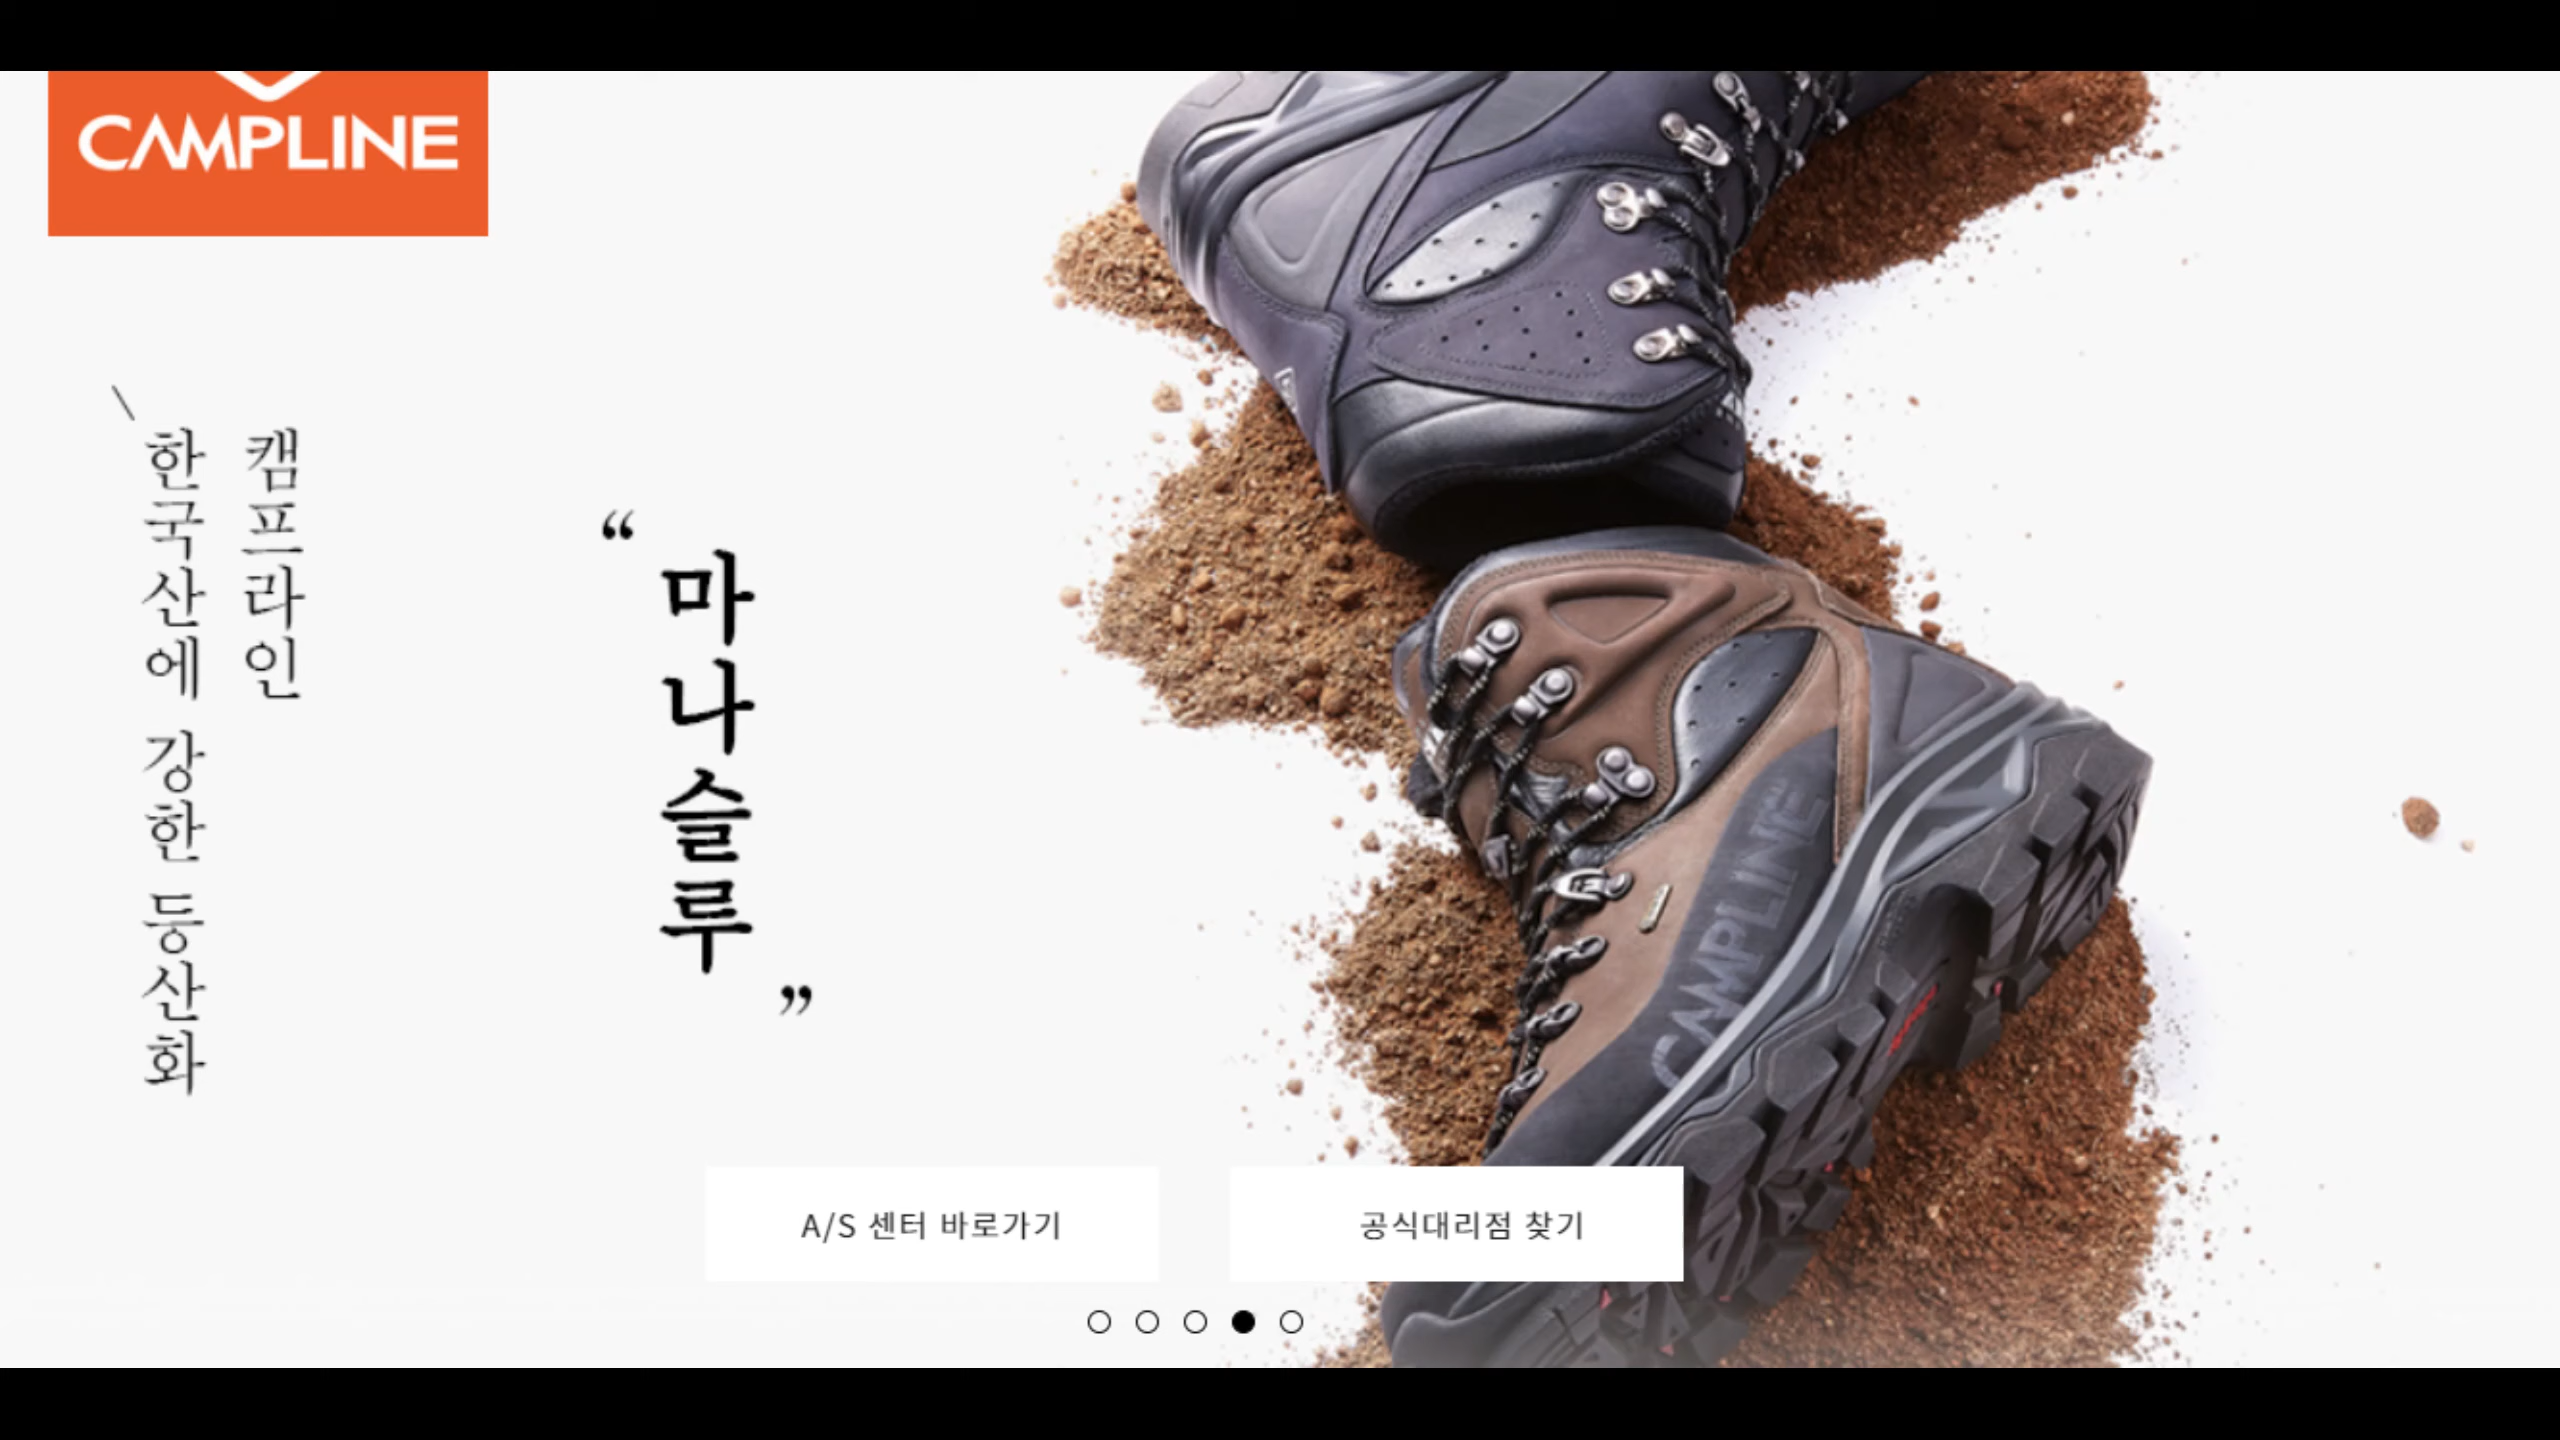 CAMPLINE
\한국산에 강한 등산화
캠프라인
“마나슬루”
CAMPLINE
A/S 센터 바로가기
공식대리점 찾기